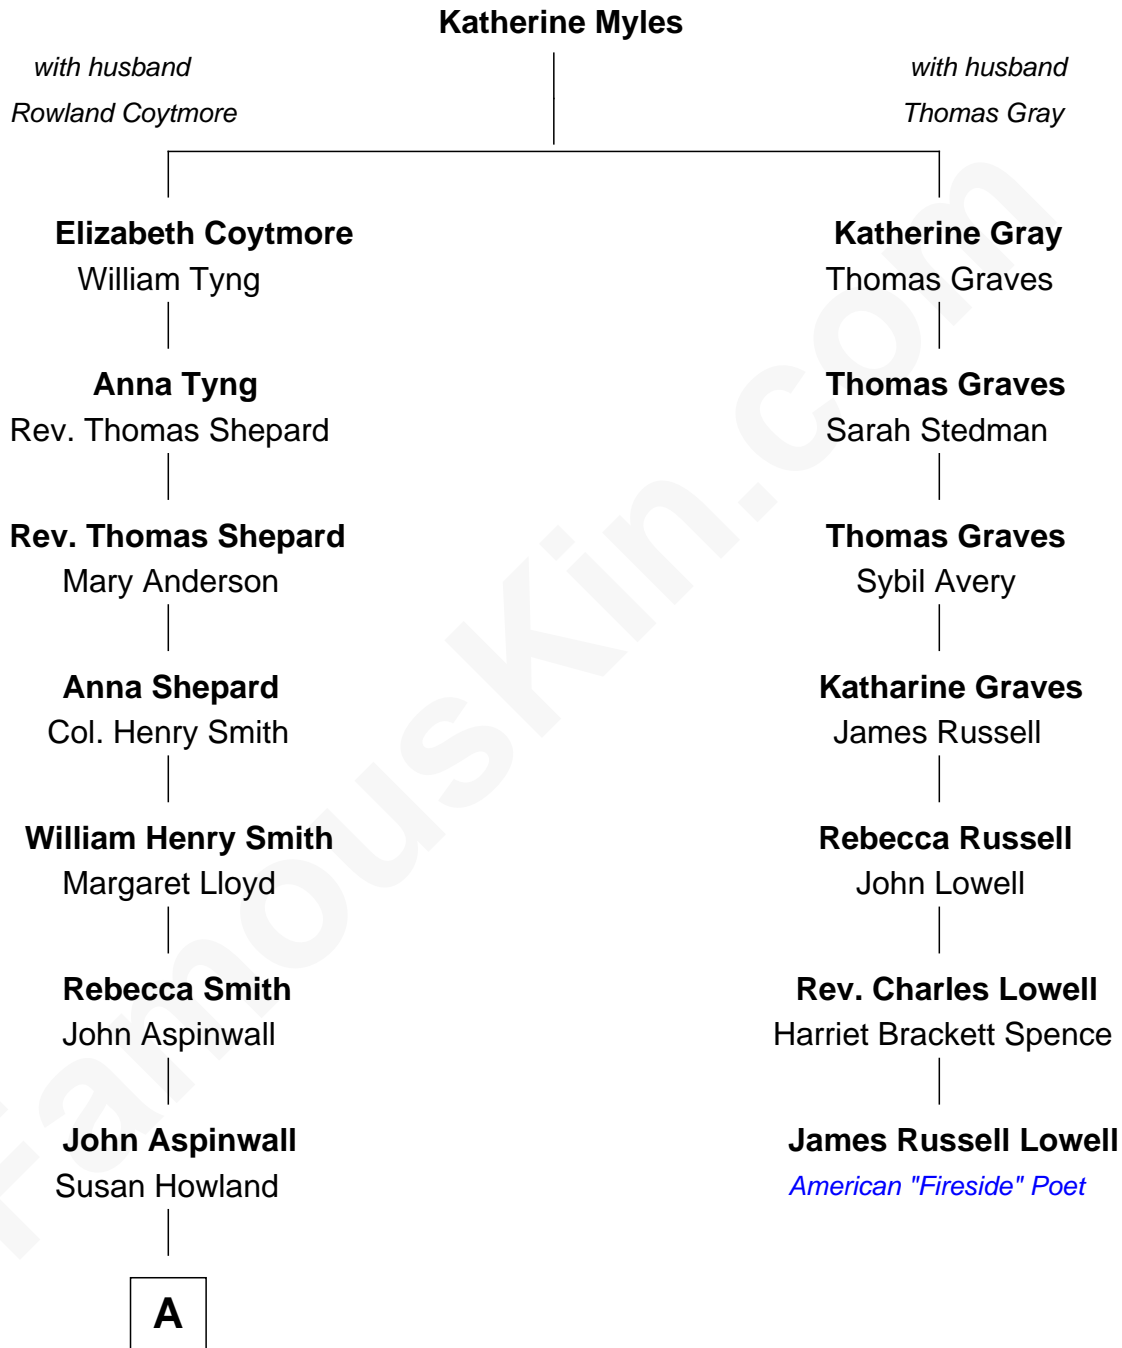 Katherine Myles
with husband
Rowland Coytmore
with husband
Thomas Gray
Elizabeth Coytmore
William Tyng
Anna Tyng
Rev. Thomas Shepard
Rev. Thomas Shepard
Mary Anderson
Anna Shepard
Col. Henry Smith
William Henry Smith
Margaret Lloyd
Rebecca Smith
John Aspinwall
John Aspinwall
Susan Howland
A
Katherine Gray
Thomas Graves
Thomas Graves
Sarah Stedman
Thomas Graves
Sybil Avery
Katharine Graves
James Russell
Rebecca Russell
John Lowell
Rev. Charles Lowell
Harriet Brackett Spence
James Russell Lowell
American "Fireside" Poet
FamousKin.com